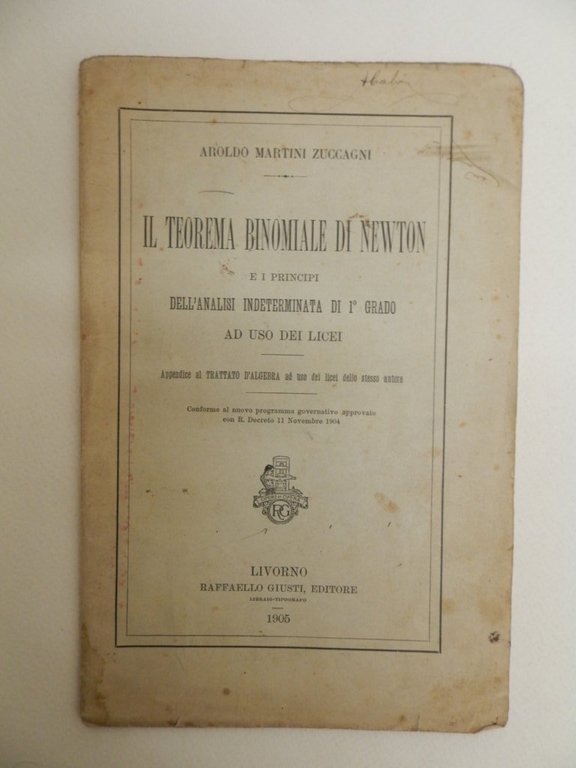 AROLDO MARTINI ZUCCAGNI
IL TEOREMA BINOMIALE DI NEWTON
E I PRINCIPI
DELL'ANALISI INDETERMINATA DI 1° GRADO
AD USO DEI LICEI
Appendice al TRATTATO D'ALGEBRA ad uso dei licei dello stesso autore
Conforme al nuovo programma governativo approvato
con R. Decreto 11 Novembre 1904
RG
LIVORNO
RAFFAELLO GIUSTI, EDITORE
LIBRAIO-TIPOGRAFO
1905